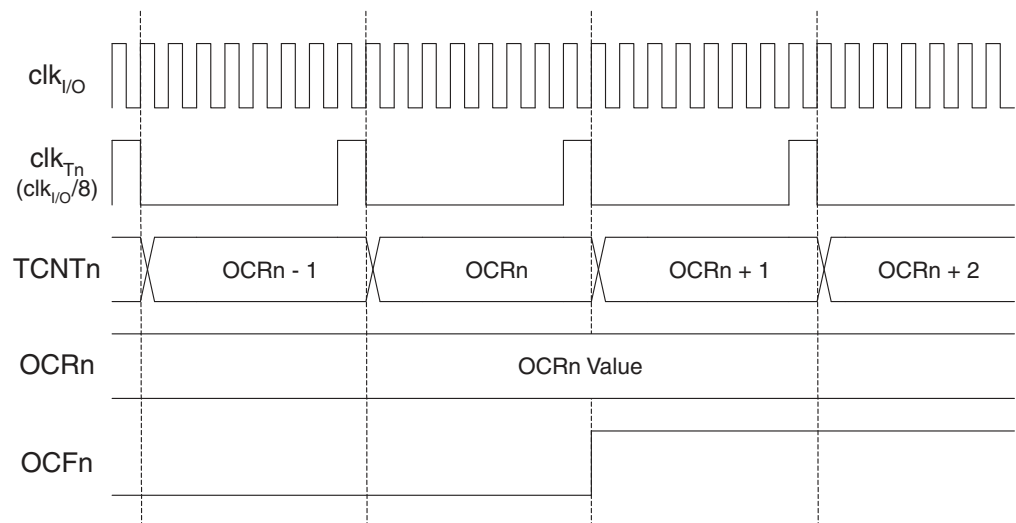 clkI/O
clkTn
(clkI/O/8)
TCNTn
OCRn - 1
OCRn
OCRn + 1
OCRn + 2
OCRn
OCRn Value
OCFn